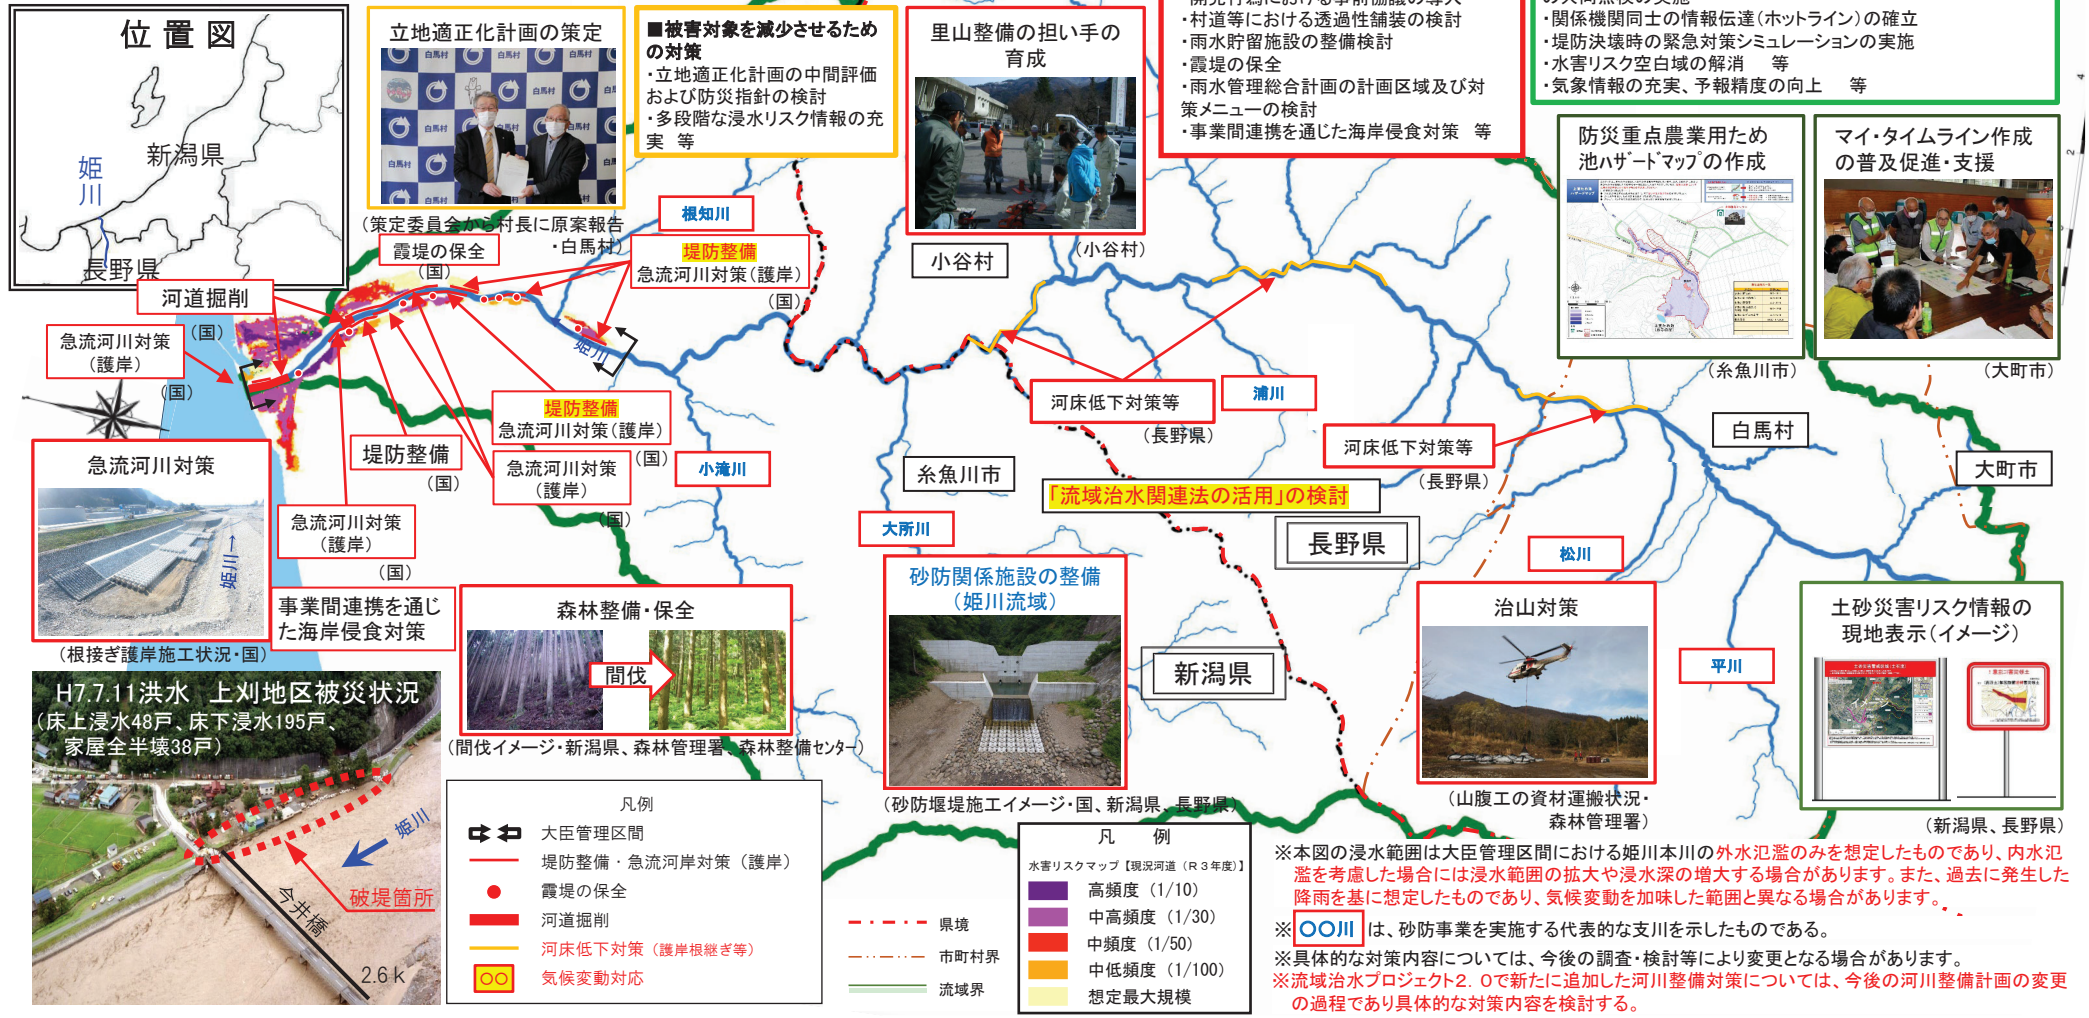 位置図
新潟県
姫川
長野県
立地適正化計画の策定
白馬村
(策定委員会から村長に原案報告
・白馬村)
■被害対象を減少させるため
の対策
・立地適正化計画の中間評価
および防災指針の検討
・多段階な浸水リスク情報の充
実 等
里山整備の担い手の
育成
(小谷村)
・開発行為における事前協議の導入
・村道等における透過性舗装の検討
・雨水貯留施設の整備検討
・霞堤の保全
・雨水管理総合計画の計画区域及び対
策メニューの検討
・事業間連携を通じた海岸侵食対策 等
の共同点検の実施
・関係機関同士の情報伝達(ホットライン)の確立
・堤防決壊時の緊急対策シミュレーションの実施
・水害リスク空白域の解消 等
・気象情報の充実、予報精度の向上 等
防災重点農業用ため
池ハザードマップの作成
(糸魚川市)
マイ・タイムライン作成
の普及促進・支援
(大町市)
根知川
霞堤の保全
(国)
堤防整備
急流河川対策(護岸)
(国)
小谷村
河道掘削
(国)
急流河川対策
(護岸)
(国)
姫川
堤防整備
急流河川対策(護岸)
(国)
堤防整備
(国)
急流河川対策
(護岸)
(国)
小滝川
急流河川対策
(護岸)
(国)
河床低下対策等
(長野県)
浦川
河床低下対策等
(長野県)
白馬村
大町市
糸魚川市
「流域治水関連法の活用」の検討
大所川
長野県
松川
急流河川対策
姫川→
(根接ぎ護岸施工状況・国)
事業間連携を通じ
た海岸侵食対策
森林整備・保全
間伐
(間伐イメージ・新潟県、森林管理署、森林整備センター)
砂防関係施設の整備
(姫川流域)
(砂防堰堤施工イメージ・国、新潟県、長野県)
新潟県
治山対策
(山腹工の資材運搬状況・
森林管理署)
平川
土砂災害リスク情報の
現地表示(イメージ)
イメージ
(新潟県、長野県)
H7.7.11洪水 上刈地区被災状況
(床上浸水48戸、床下浸水195戸、
家屋全半壊38戸)
姫川
破堤箇所
今井橋
2.6k
凡例
大臣管理区間
堤防整備・急流河岸対策(護岸)
霞堤の保全
河道掘削
河床低下対策(護岸根継ぎ等)
○○ 気候変動対応
県境
市町村界
流域界
凡 例
水害リスクマップ【現況河道(R3年度)】
高頻度(1/10)
中高頻度(1/30)
中頻度(1/50)
中低頻度(1/100)
想定最大規模
※本図の浸水範囲は大臣管理区間における姫川本川の外水氾濫のみを想定したものであり、内水氾
濫を考慮した場合には浸水範囲の拡大や浸水深の増大する場合があります。また、過去に発生した
降雨を基に想定したものであり、気候変動を加味した範囲と異なる場合があります。
※○○川は、砂防事業を実施する代表的な支川を示したものである。
※具体的な対策内容については、今後の調査・検討等により変更となる場合があります。
※流域治水プロジェクト2.0で新たに追加した河川整備対策については、今後の河川整備計画の変更
の過程であり具体的な対策内容を検討する。